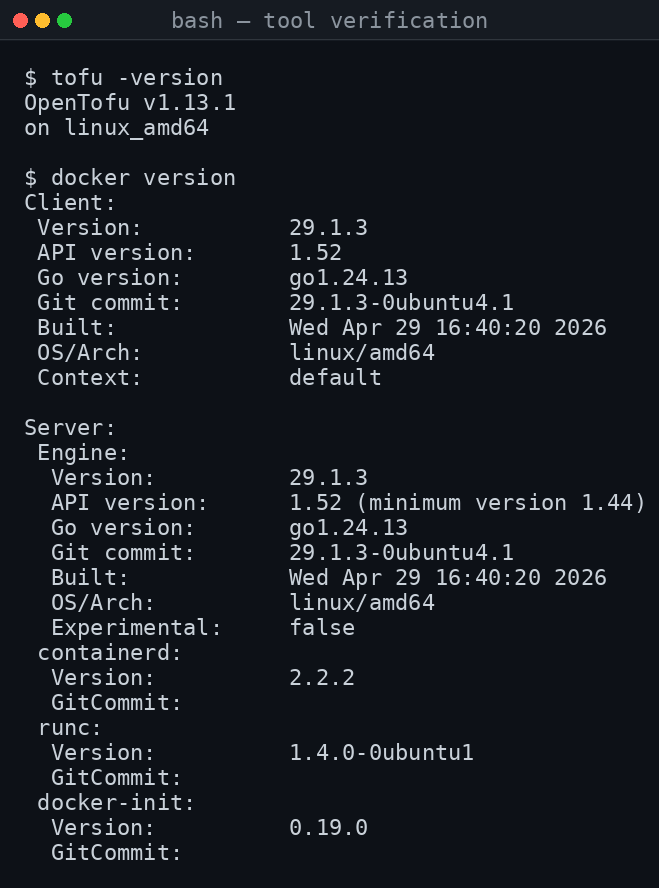 bash — tool verification
$ tofu -version
OpenTofu v1.13.1
on linux_amd64
$ docker version
Client:
 Version:           29.1.3
 API version:       1.52
 Go version:        go1.24.13
 Git commit:        29.1.3-0ubuntu4.1
 Built:             Wed Apr 29 16:40:20 2026
 OS/Arch:           linux/amd64
 Context:           default
Server:
 Engine:
  Version:          29.1.3
  API version:      1.52 (minimum version 1.44)
  Go version:       go1.24.13
  Git commit:       29.1.3-0ubuntu4.1
  Built:            Wed Apr 29 16:40:20 2026
  OS/Arch:          linux/amd64
  Experimental:     false
 containerd:
  Version:          2.2.2
  GitCommit:
 runc:
  Version:          1.4.0-0ubuntu1
  GitCommit:
 docker-init:
  Version:          0.19.0
  GitCommit: